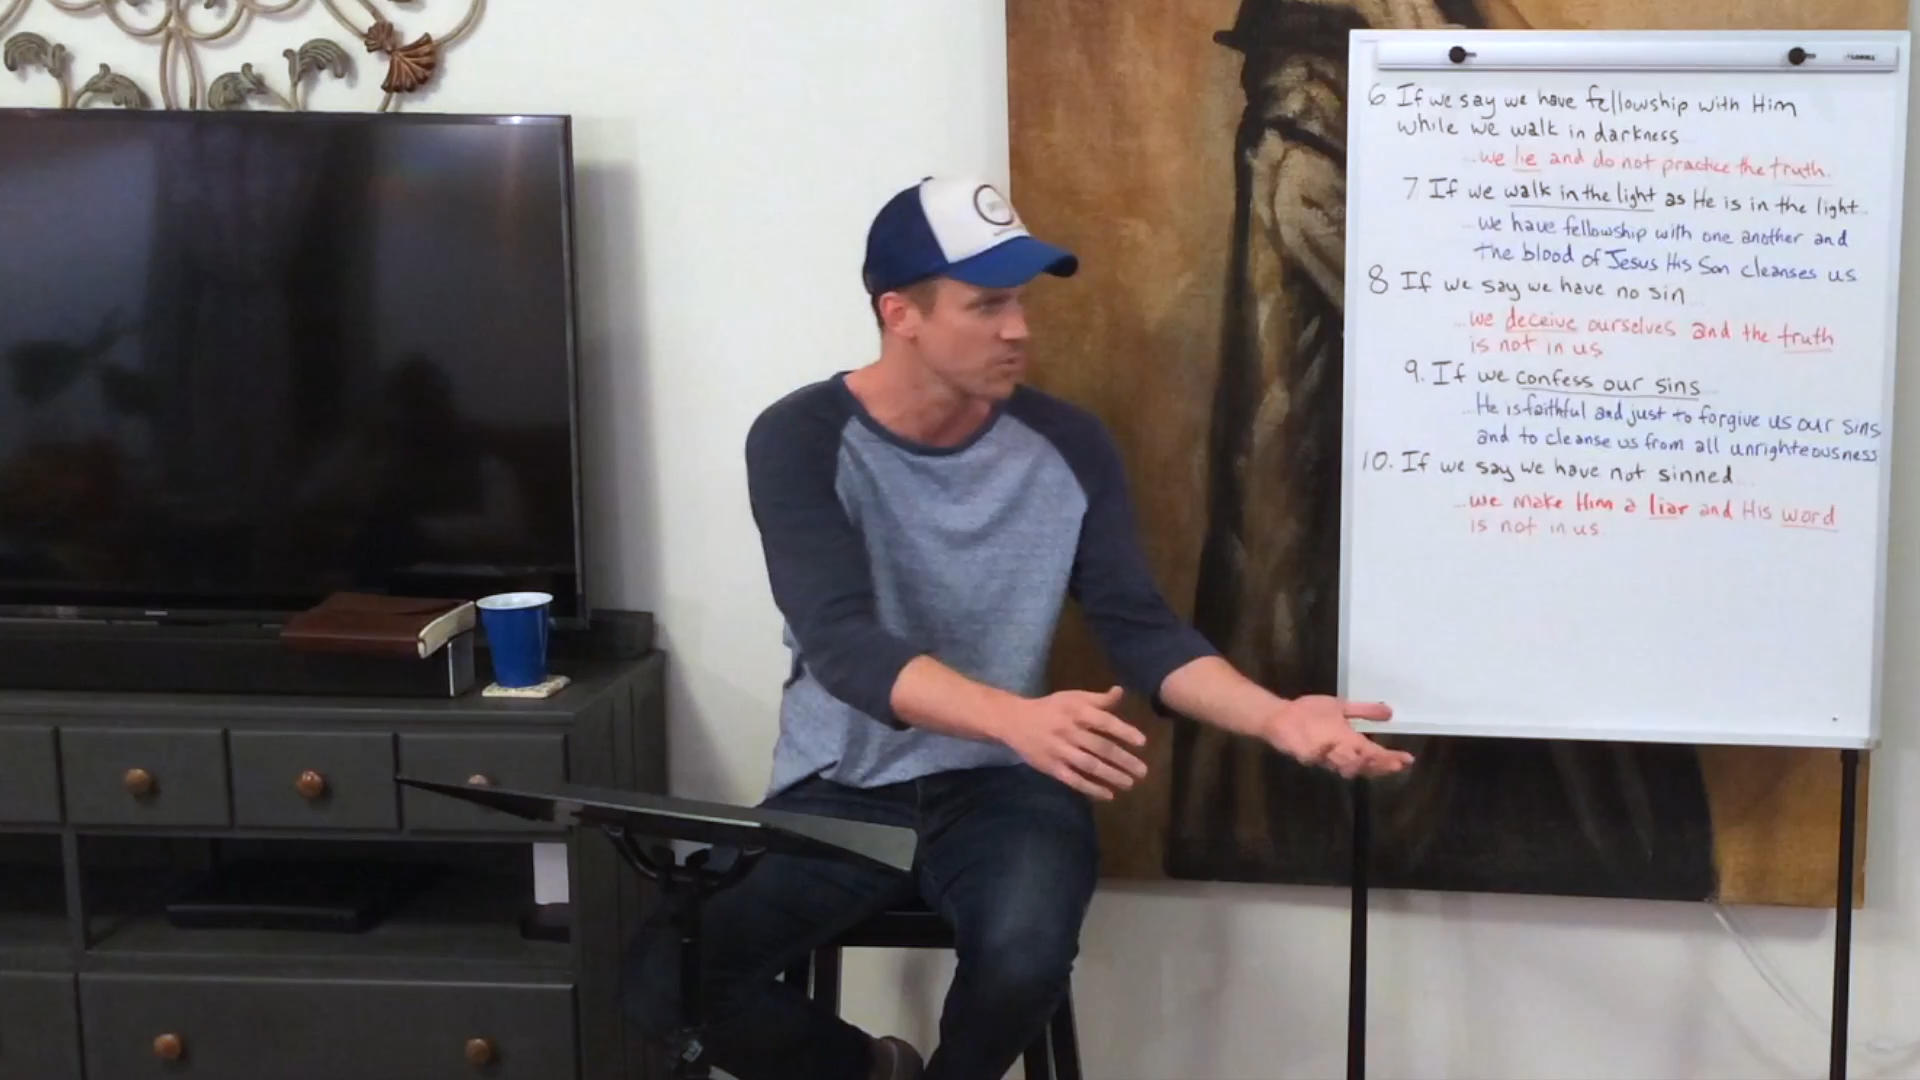 6 If we say we have fellowship with Him
while we walk in darkness
...we lie and do not practice the truth.
7 If we walk in the light as He is in the light...
...we have fellowship with one another and
the blood of Jesus His Son cleanses us
8 If we say we have no sin...
...we deceive ourselves and the truth
is not in us
9. If we confess our sins...
...He is faithful and just to forgive us our sins
and to cleanse us from all unrighteousness
10. If we say we have not sinned...
...we make Him a liar and His word
is not in us